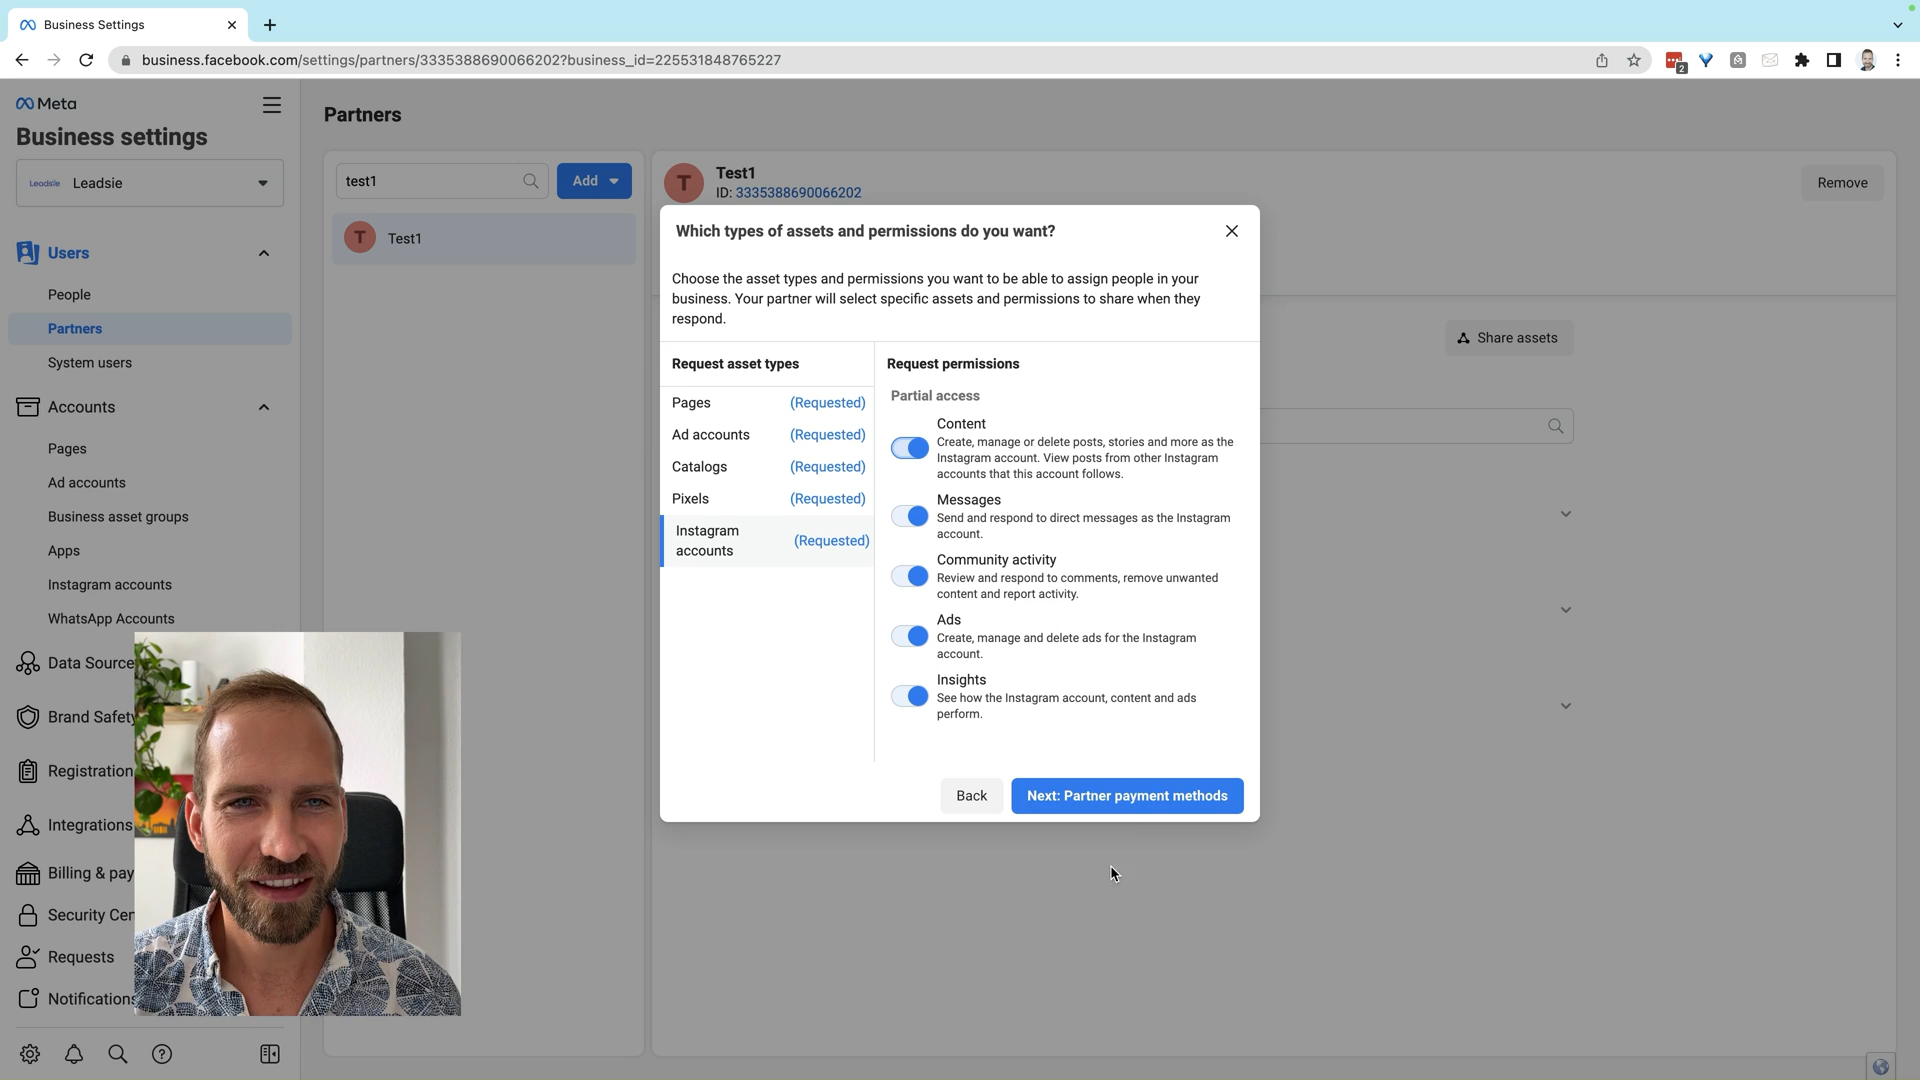 Business Settings
business.facebook.com/settings/partners/3335388690066202?business_id=225531848765227
2
Meta
Business settings
Leadsie
Leadsie
Users
People
Partners
System users
Accounts
Pages
Ad accounts
Business asset groups
Apps
Instagram accounts
WhatsApp Accounts
Data Source
Brand Safety
Registration
Integrations
Billing & pay
Security Cen
Requests
Notifications
Partners
test1
Add
T
Test1
T
Test1
ID: 3335388690066202
Remove
Share assets
Which types of assets and permissions do you want?
Choose the asset types and permissions you want to be able to assign people in your
business. Your partner will select specific assets and permissions to share when they
respond.
Request asset types
Pages (Requested)
Ad accounts (Requested)
Catalogs (Requested)
Pixels (Requested)
Instagram
accounts (Requested)
Request permissions
Partial access
Content
Create, manage or delete posts, stories and more as the
Instagram account. View posts from other Instagram
accounts that this account follows.
Messages
Send and respond to direct messages as the Instagram
account.
Community activity
Review and respond to comments, remove unwanted
content and report activity.
Ads
Create, manage and delete ads for the Instagram
account.
Insights
See how the Instagram account, content and ads
perform.
Back
Next: Partner payment methods